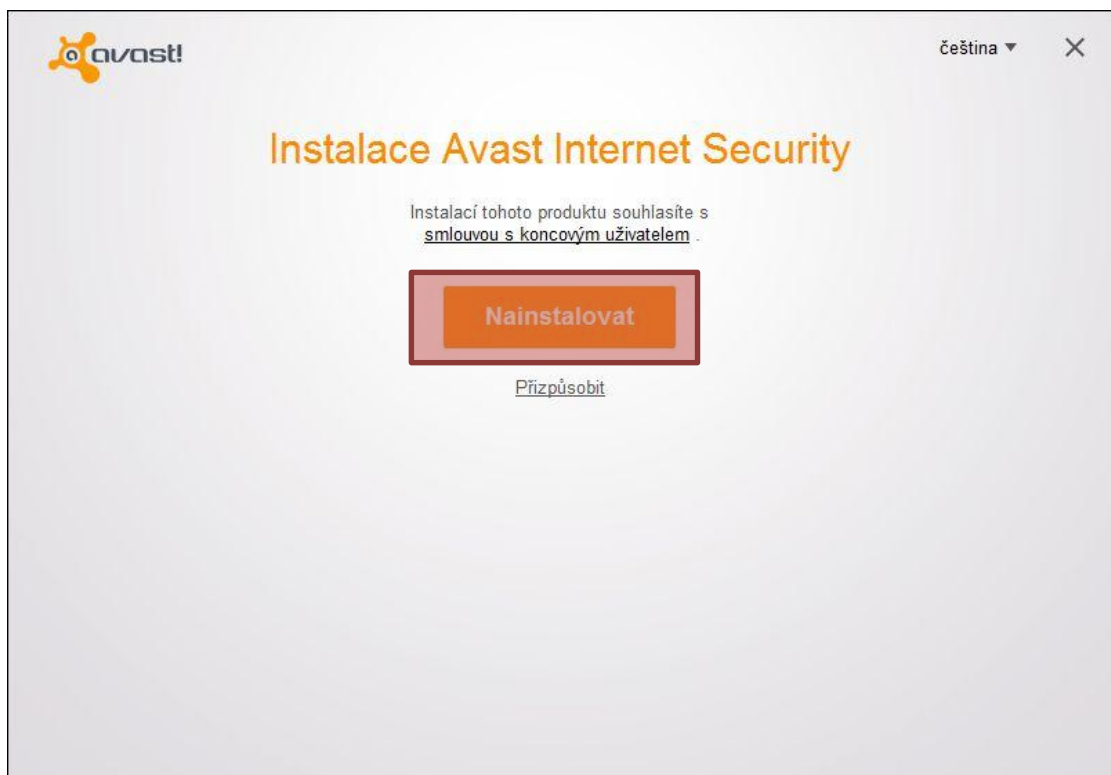 avast!
čeština
Instalace Avast Internet Security
Instalací tohoto produktu souhlasíte s
smlouvou s koncovým uživatelem .
Nainstalovat
Přizpůsobit